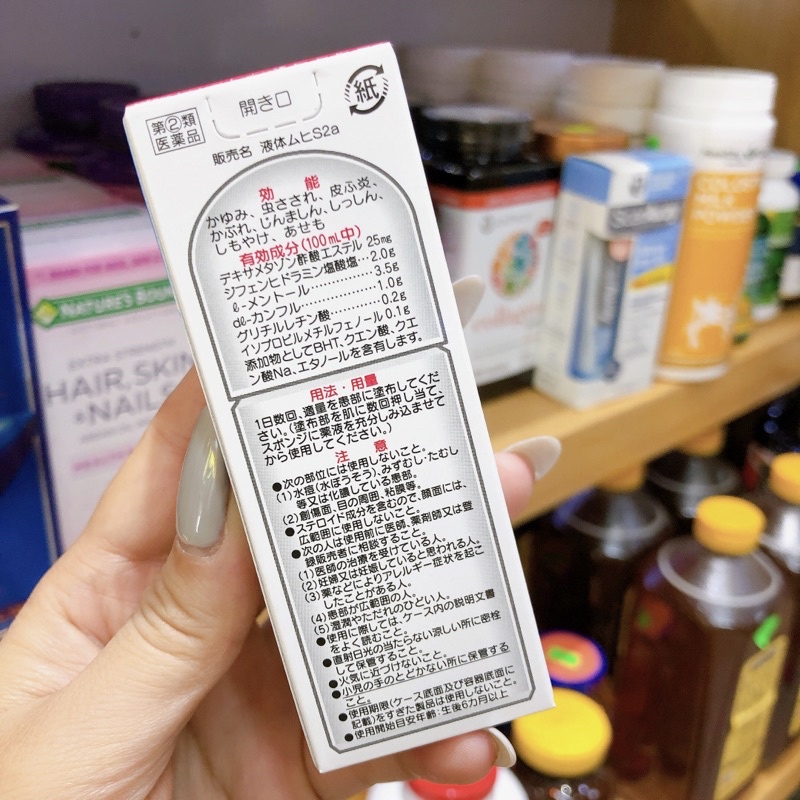 第②類
医薬品
開き口
紙
販売名 液体ムヒS2a
効 能
かゆみ、虫さされ、皮ふ炎、
かぶれ、じんましん、しっしん、
しもやけ、あせも
有効成分(100mL中)
デキサメタゾン酢酸エステル 25mg
ジフェンヒドラミン塩酸塩…2.0g
ℓ-メントール……………3.5g
dℓ-カンフル……………1.0g
グリチルレチン酸…………0.2g
イソプロピルメチルフェノール 0.1g
添加物としてBHT、クエン酸、クエ
ン酸Na、エタノールを含有します。
用法・用量
1日数回、適量を患部に塗布してくだ
さい。(塗布部を肌に数回押し当てて、
スポンジに薬液を充分しみ込ませて
から使用してください。)
注 意
●次の部位には使用しないこと。
(1)水痘(水ぼうそう)、みずむし・たむし
等又は化膿している患部。
(2)創傷面、目の周囲、粘膜等。
●ステロイド成分を含むので、顔面には、
広範囲に使用しないこと。
●次の人は使用前に医師、薬剤師又は登
録販売者に相談すること。
(1)医師の治療を受けている人。
(2)妊婦又は妊娠していると思われる人。
(3)薬などによりアレルギー症状を起こ
したことがある人。
(4)患部が広範囲の人。
(5)湿潤やただれのひどい人。
●使用に際しては、ケース内の説明文書
をよく読むこと。
●直射日光の当たらない涼しい所に密栓
して保管すること。
●火気に近づけないこと。
●小児の手のとどかない所に保管する
こと。
●使用期限(ケース底面及び容器底面に
記載)をすぎた製品は使用しないこと。
●使用開始目安年齢:生後6カ月以上
NATURE'S BOUN
HAIR, SKIN
& NAILS